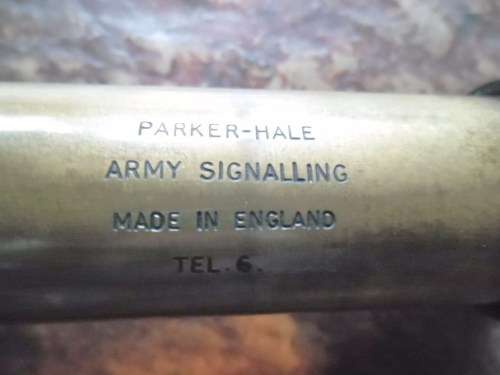 PARKER-HALE
ARMY SIGNALLING
MADE IN ENGLAND
TEL.6.